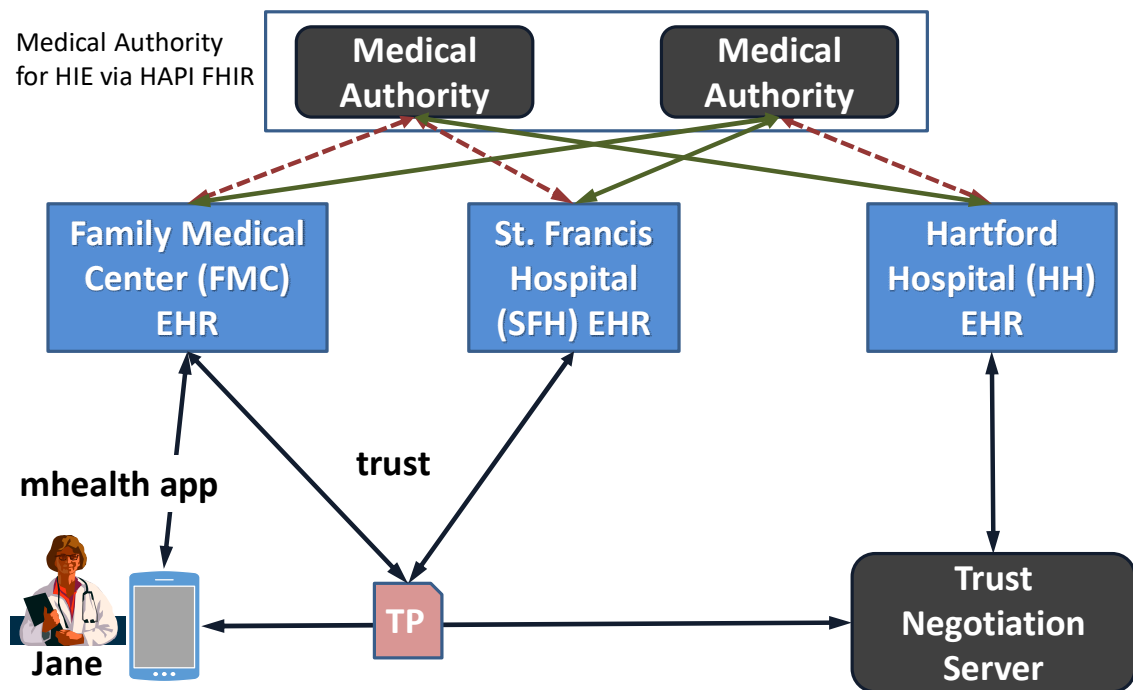 Medical Authority
for HIE via HAPI FHIR
Medical
Authority
Medical
Authority
Family Medical
Center (FMC)
EHR
St. Francis
Hospital
(SFH) EHR
Hartford
Hospital (HH)
EHR
trust
mhealth app
TP
Jane
Trust
Negotiation
Server